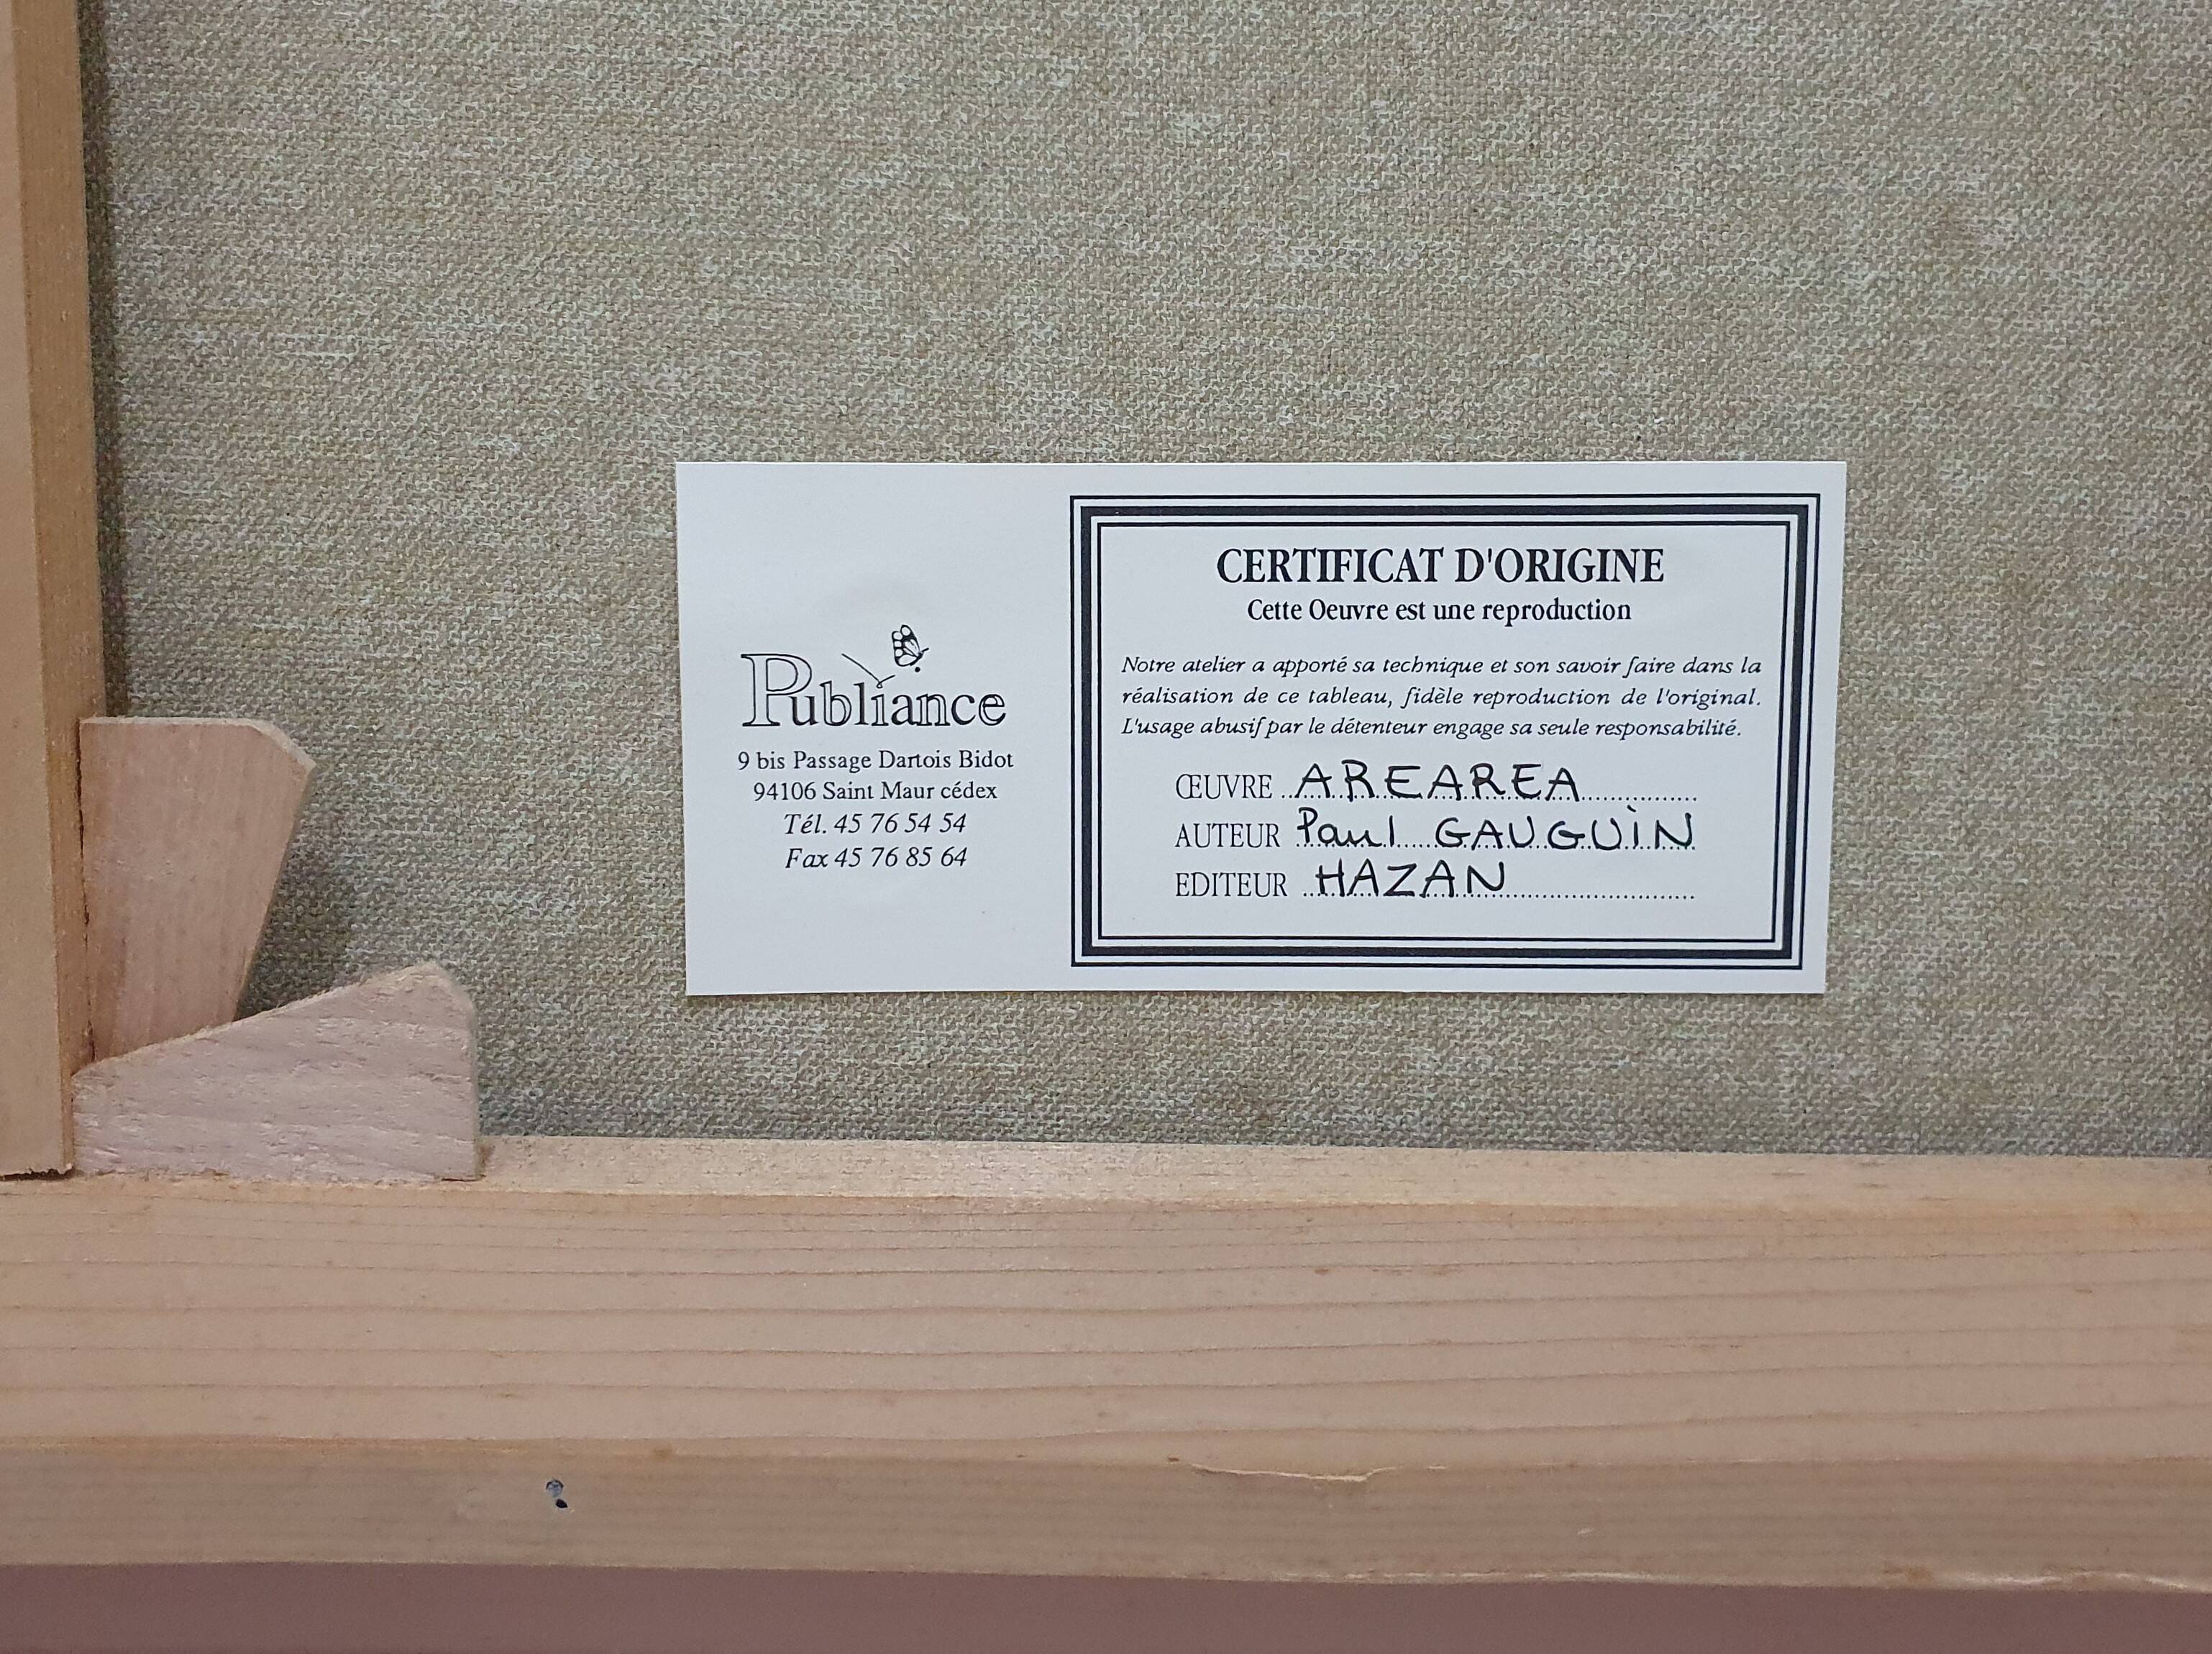 Publiance
9 bis Passage Dartois Bidot
94106 Saint Maur cédex
Tél. 45 76 54 54
Fax 45 76 85 64
CERTIFICAT D'ORIGINE
Cette Oeuvre est une reproduction
Notre atelier a apporté sa technique et son savoir faire dans la
réalisation de ce tableau, fidèle reproduction de l'original.
L'usage abusif par le détenteur engage sa seule responsabilité.
ŒUVRE AREAREA
AUTEUR Paul GAUGUIN
EDITEUR HAZAN